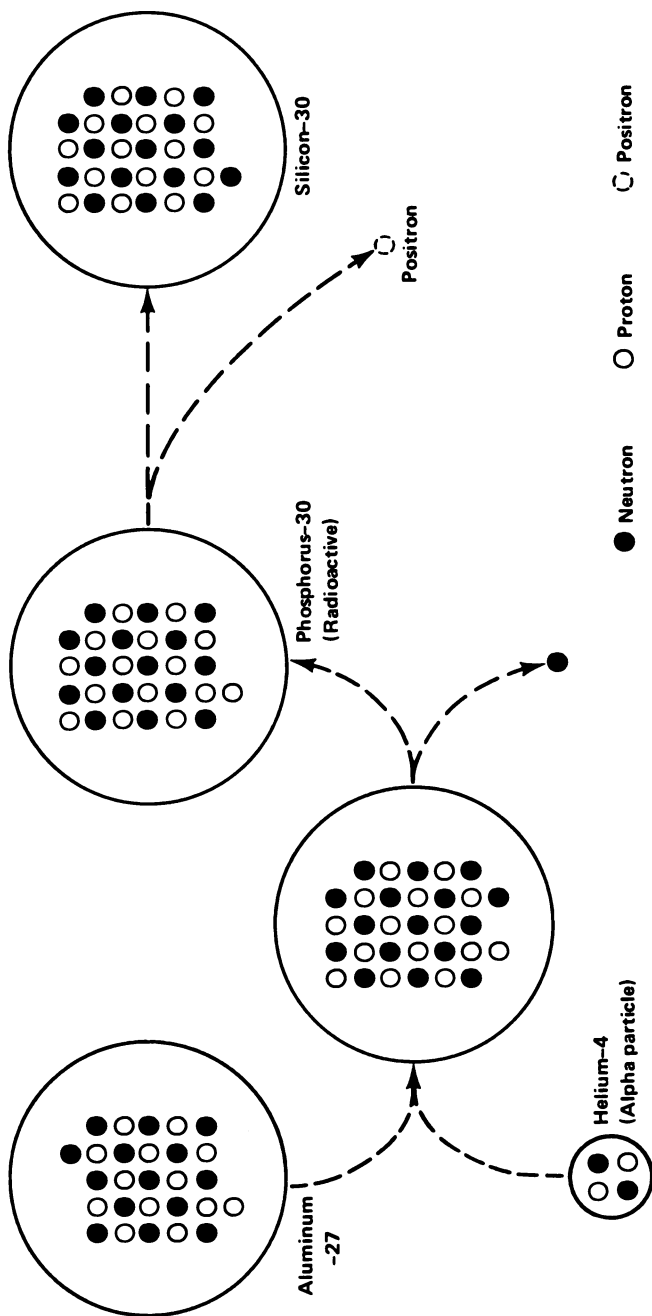 Aluminum
-27
Helium-4
(Alpha particle)
Phosphorus-30
(Radioactive)
Positron
Silicon-30
Neutron
Proton
Positron